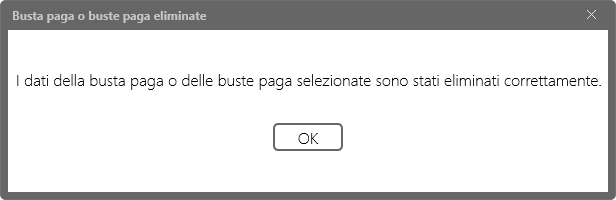 Busta paga o buste paga eliminate
I dati della busta paga o delle buste paga selezionate sono stati eliminati correttamente.
OK